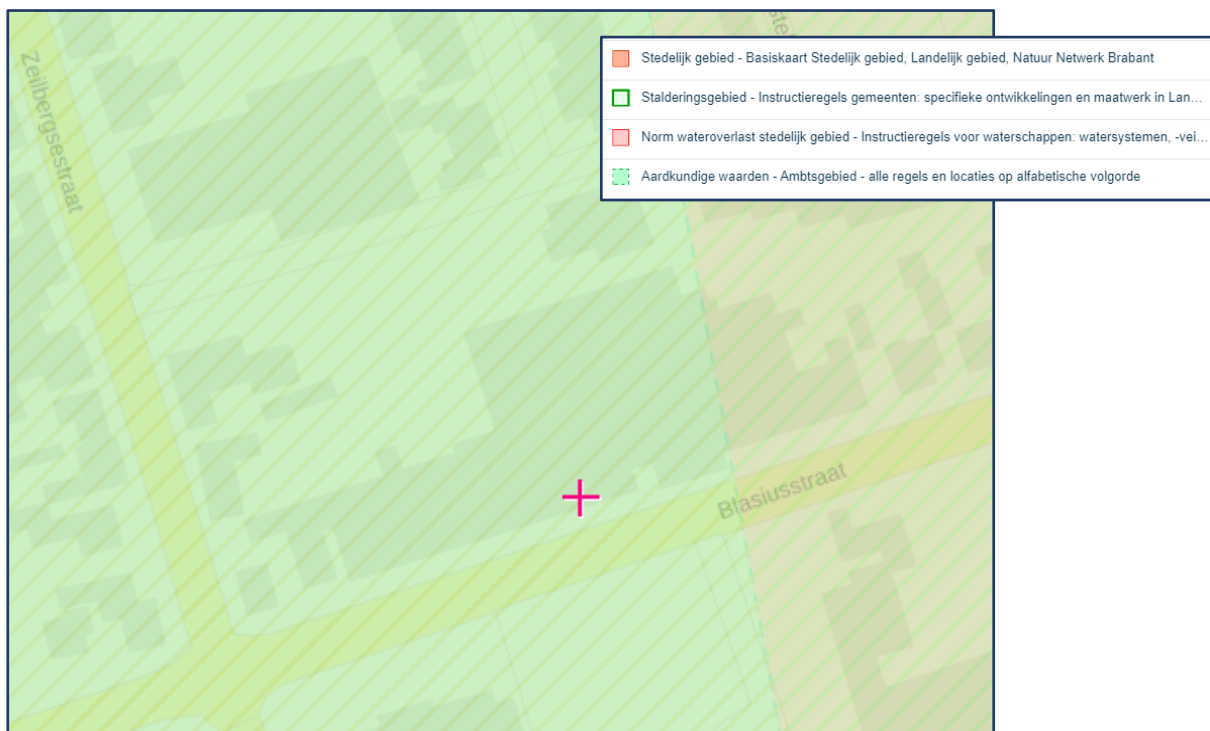 Zeilbergsestraat
Stedelijk gebied - Basiskaart Stedelijk gebied, Landelijk gebied, Natuur Netwerk Brabant
Stalderingsgebied - Instructieregels gemeenten: specifieke ontwikkelingen en maatwerk in Lan...
Norm wateroverlast stedelijk gebied - Instructieregels voor waterschappen: watersystemen, -vei...
Aardkundige waarden - Ambtsgebied - alle regels en locaties op alfabetische volgorde
Blasiusstraat